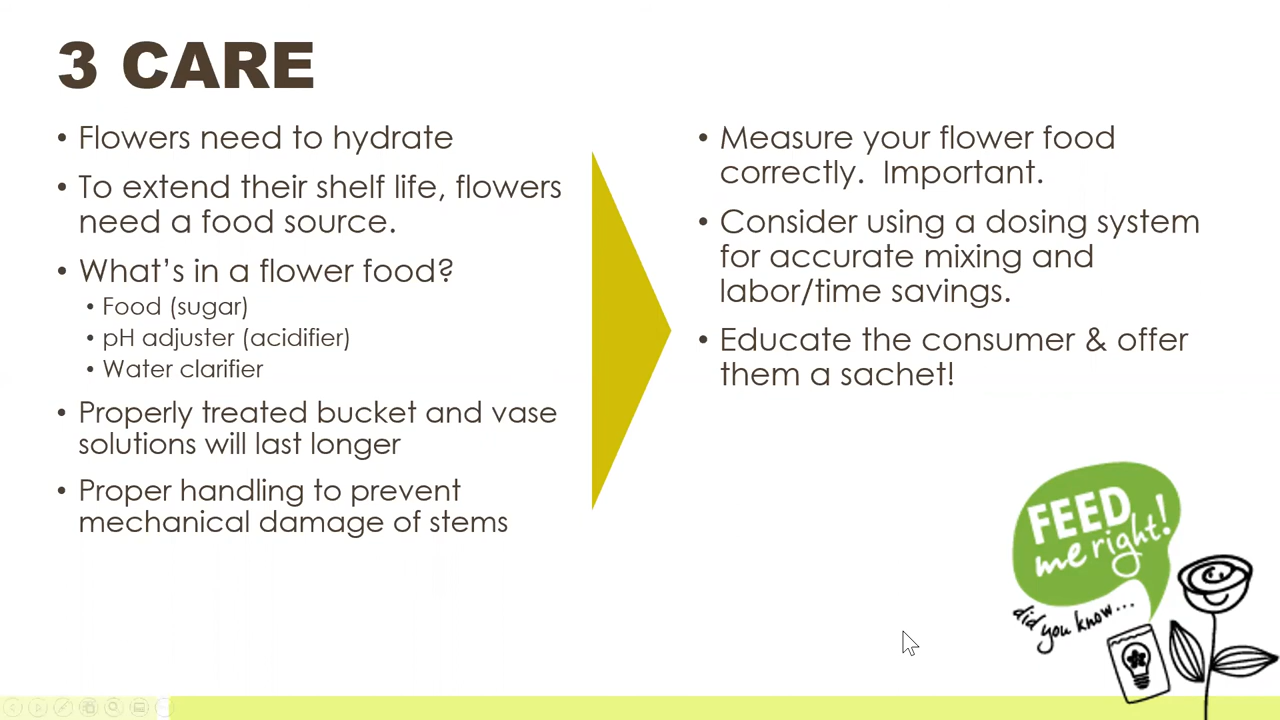 3 CARE
• Flowers need to hydrate
• To extend their shelf life, flowers
need a food source.
• What's in a flower food?
• Food (sugar)
• pH adjuster (acidifier)
• Water clarifier
• Properly treated bucket and vase
solutions will last longer
• Proper handling to prevent
mechanical damage of stems
• Measure your flower food
correctly.  Important.
• Consider using a dosing system
for accurate mixing and
labor/time savings.
• Educate the consumer & offer
them a sachet!
FEED
me right!
did you know...